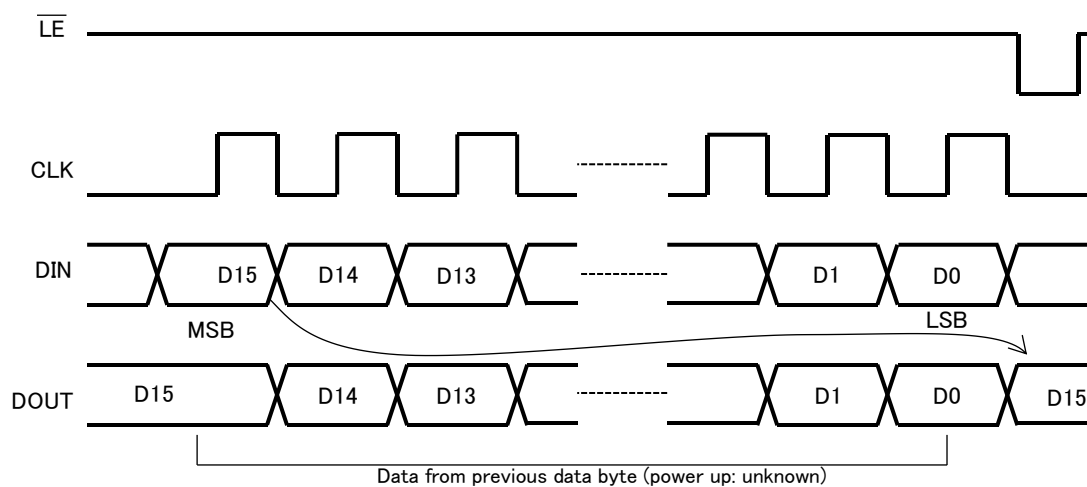 LE
CLK
DIN D15 D14 D13 D1 D0
MSB LSB
DOUT D15 D14 D13 D1 D0 D15
Data from previous data byte (power up: unknown)